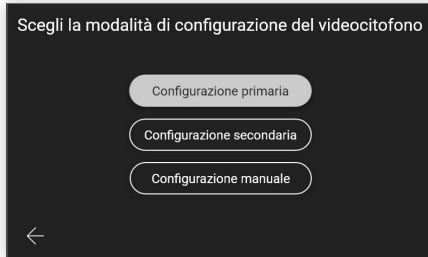 Scegli la modalità di configurazione del videocitofono
Configurazione primaria
Configurazione secondaria
Configurazione manuale